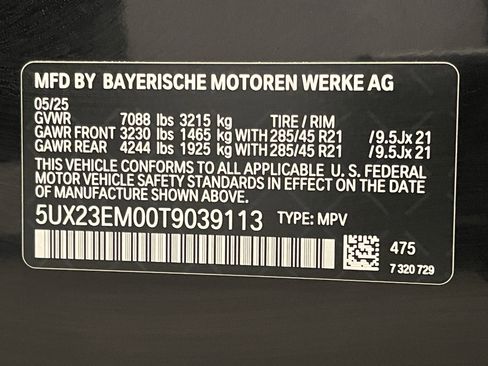 MFD BY BAYERISCHE MOTOREN WERKE AG
05/25
GVWR 7088 lbs 3215 kg TIRE / RIM
GAWR FRONT 3230 lbs 1465 kg WITH 285/45 R21 /9.5Jx 21
GAWR REAR 4244 lbs 1925 kg WITH 285/45 R21 /9.5Jx 21
THIS VEHICLE CONFORMS TO ALL APPLICABLE U. S. FEDERAL
MOTOR VEHICLE SAFETY STANDARDS IN EFFECT ON THE DATE
OF MANUFACTURE SHOWN ABOVE.
5UX23EM00T9039113 TYPE: MPV
475
7 320 729